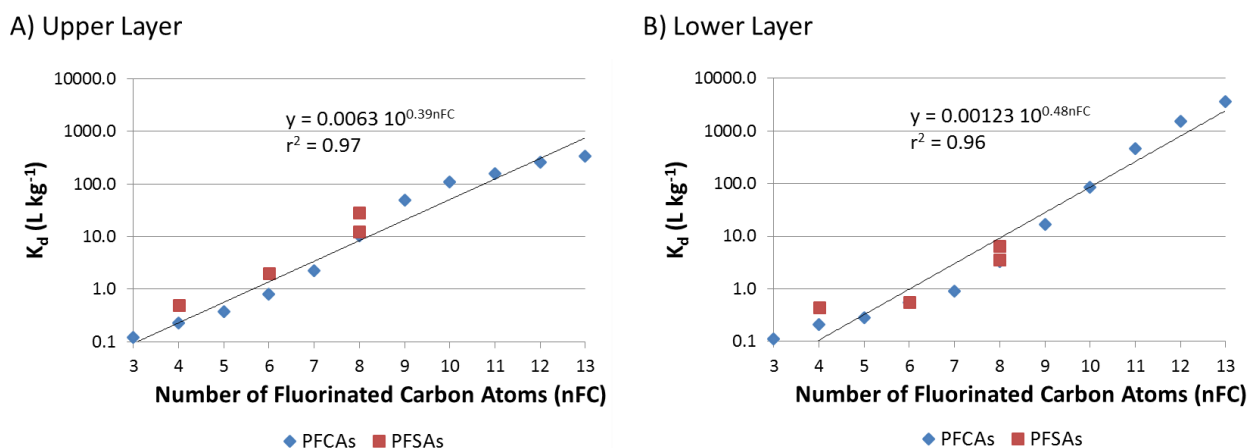 A) Upper Layer
K_d (L kg⁻¹)
10000.0
1000.0
100.0
10.0
1.0
0.1
y = 0.0063 10^0.39nFC
r² = 0.97
3 4 5 6 7 8 9 10 11 12 13
Number of Fluorinated Carbon Atoms (nFC)
PFCAs PFSAs
B) Lower Layer
K_d (L kg⁻¹)
10000.0
1000.0
100.0
10.0
1.0
0.1
y = 0.00123 10^0.48nFC
r² = 0.96
3 4 5 6 7 8 9 10 11 12 13
Number of Fluorinated Carbon Atoms (nFC)
PFCAs PFSAs